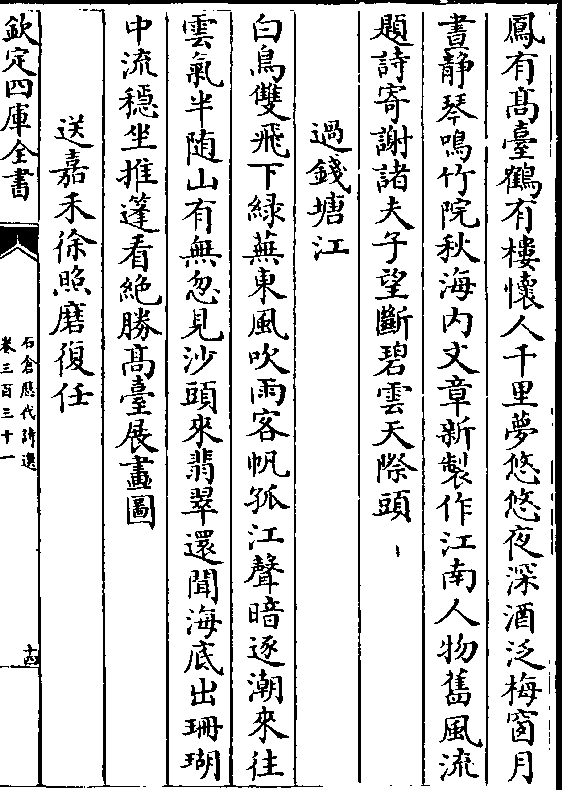 鳳有髙臺鶴有樓懐人千里夢悠悠夜深酒泛梅窗月
晝静琴鳴竹院秋海内文章新製作江南人物舊風流
題詩寄謝諸夫子望斷碧雲天際頭
過錢塘江
白鳥雙飛下緑蕪東風吹雨客帆孤江聲暗逐潮來往
雲氣半随山有無忽見沙頭來翡翠還聞海底出珊瑚
中流穩坐推篷看絶勝髙臺展畫圖
送嘉禾徐照磨復任
欽定四庫全書
石倉歴代詩選
卷三百三十一
十四